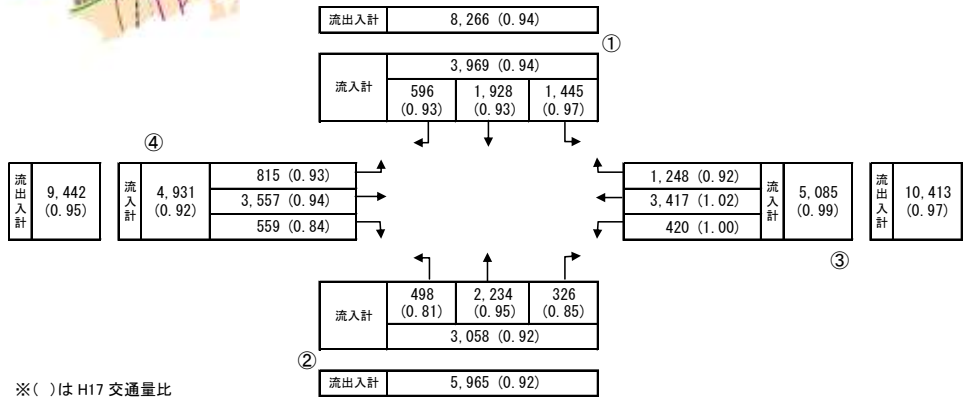 流出入計 8,266 (0.94)
①
流入計 3,969 (0.94)
596 1,928 1,445
(0.93) (0.93) (0.97)
④
流出入計 9,442 (0.95)
流入計 4,931 (0.92)
815 (0.93)
3,557 (0.94)
559 (0.84)
1,248 (0.92)
3,417 (1.02)
420 (1.00)
流入計 5,085 (0.99)
流出入計 10,413 (0.97)
③
流入計
498 2,234 326
(0.81) (0.95) (0.85)
3,058 (0.92)
②
流出入計 5,965 (0.92)
※( )は H17 交通量比